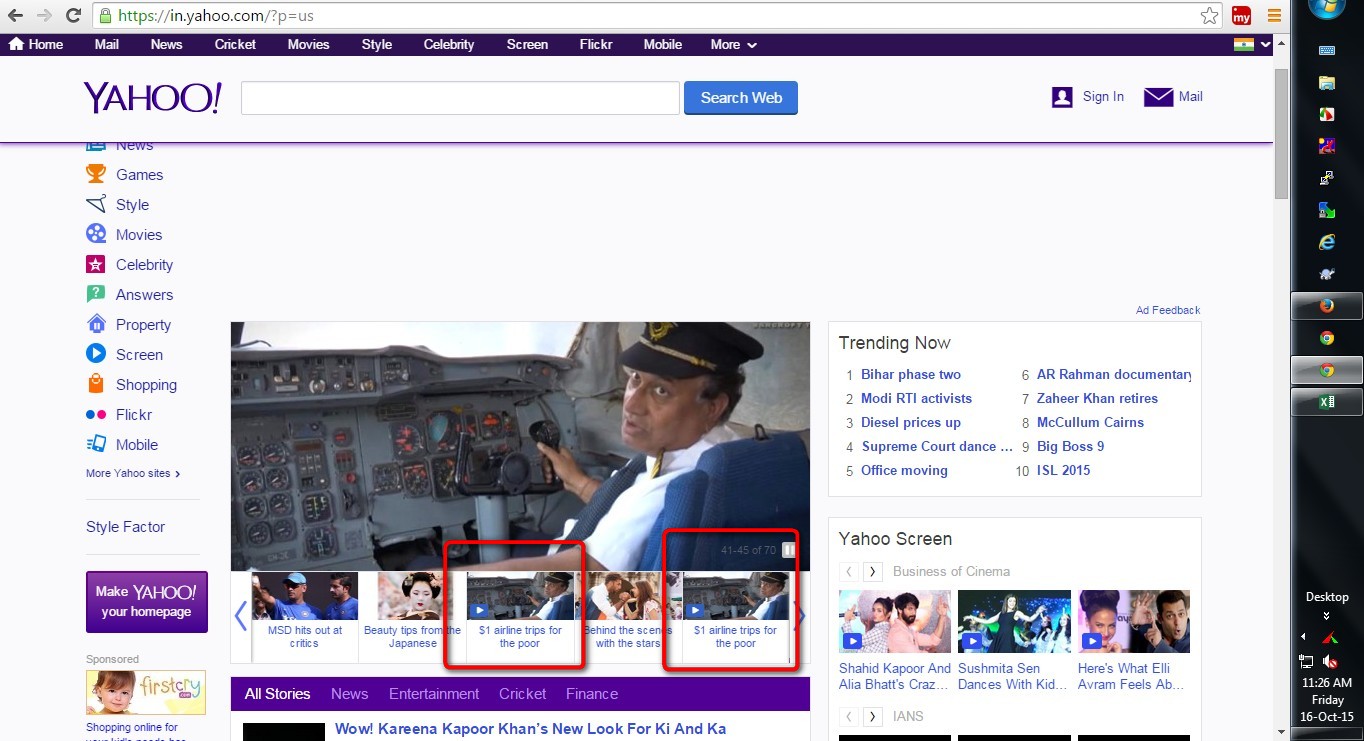 https://in.yahoo.com/?p=us
my
Home Mail News Cricket Movies Style Celebrity Screen Flickr Mobile More
YAHOO!
Search Web
Sign In
Mail
News
Games
Style
Movies
Celebrity
Answers
Property
Screen
Shopping
Flickr
Mobile
More Yahoo sites >
Style Factor
Make YAHOO!
your homepage
Sponsored
firstcry
.com
Shopping online for
your kid's needs has
Ad Feedback
41-45 of 70
MSD hits out at
critics
Beauty tips from the
Japanese
$1 airline trips for
the poor
Behind the scenes
with the stars
$1 airline trips for
the poor
All Stories News Entertainment Cricket Finance
Wow! Kareena Kapoor Khan's New Look For Ki And Ka
Trending Now
1 Bihar phase two
2 Modi RTI activists
3 Diesel prices up
4 Supreme Court dance ...
5 Office moving
6 AR Rahman documentary
7 Zaheer Khan retires
8 McCullum Cairns
9 Big Boss 9
10 ISL 2015
Yahoo Screen
Business of Cinema
Shahid Kapoor And
Alia Bhatt's Craz...
Sushmita Sen
Dances With Kid...
Here's What Elli
Avram Feels Ab...
IANS
Desktop
11:26 AM
Friday
16-Oct-15